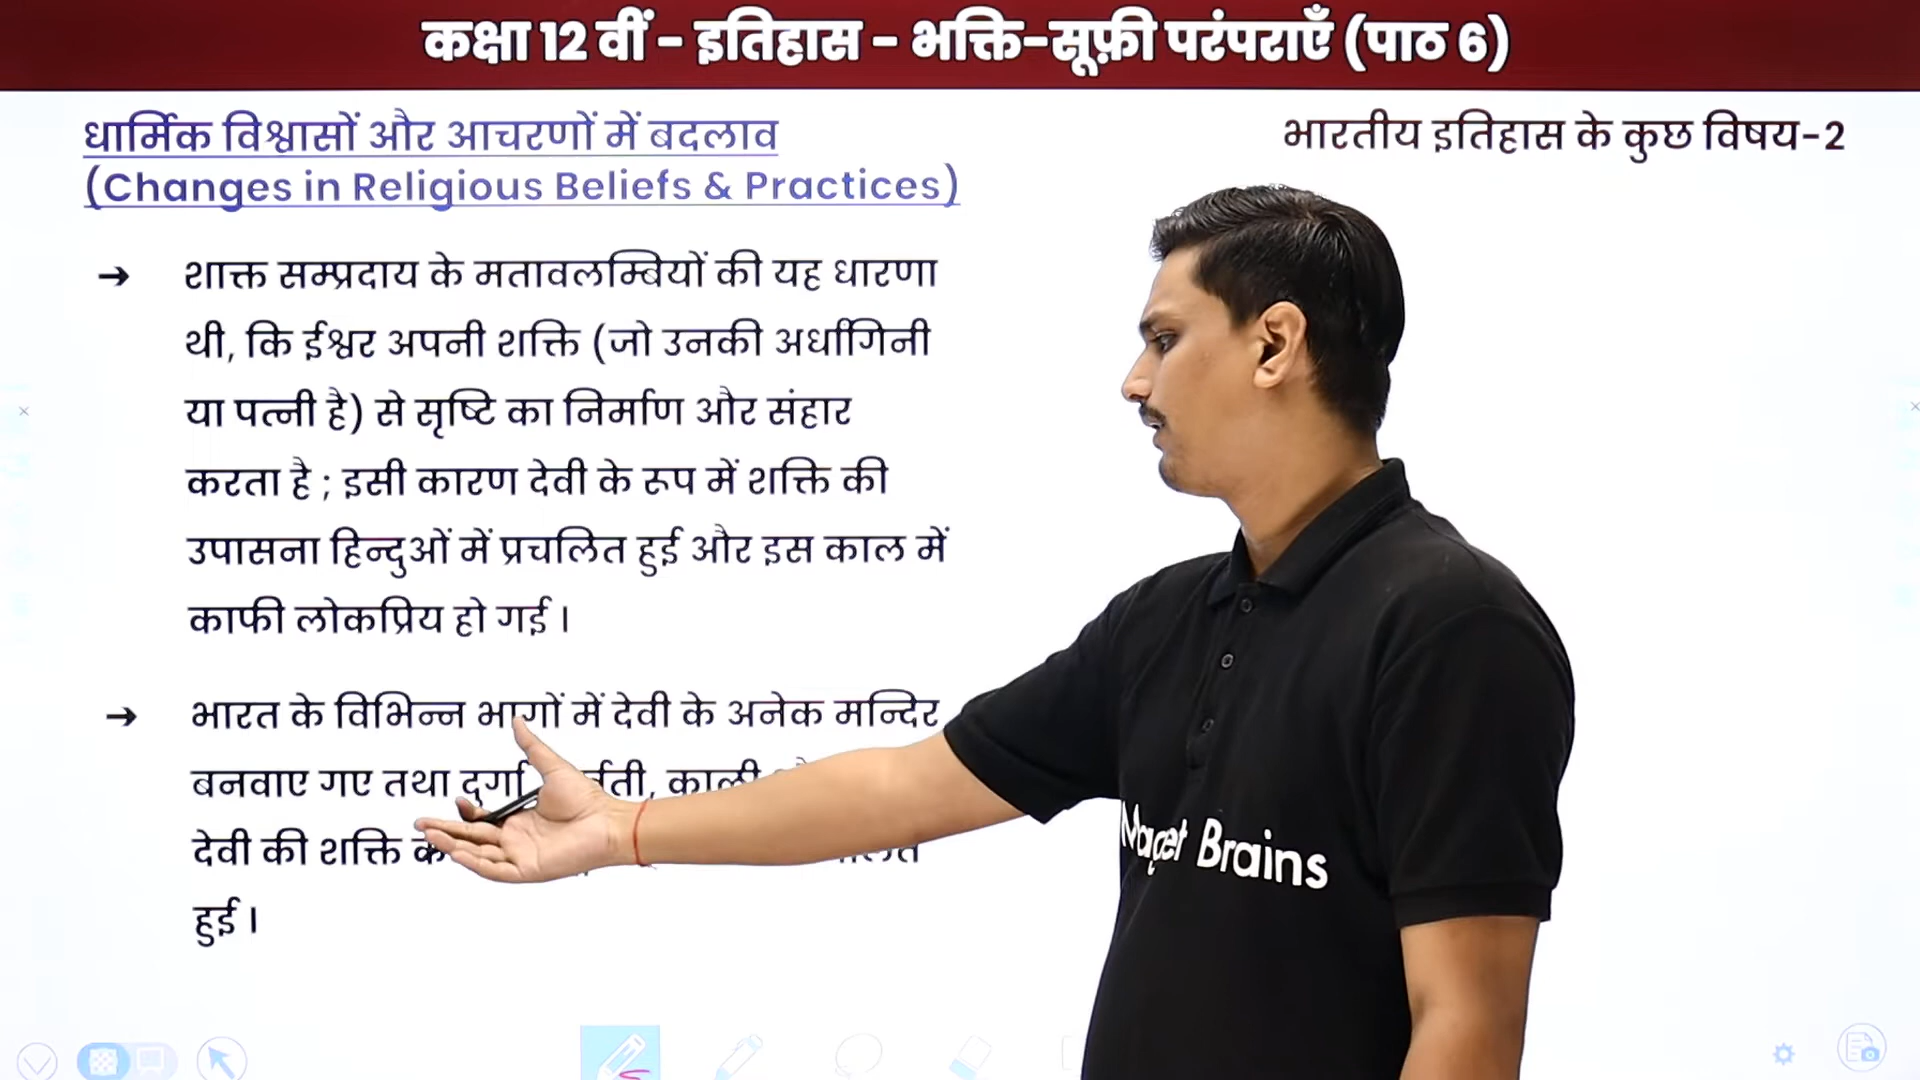 कक्षा 12 वीं - इतिहास - भक्ति-सूफ़ी परंपराएँ (पाठ 6)
धार्मिक विश्वासों और आचरणों में बदलाव
(Changes in Religious Beliefs & Practices)
भारतीय इतिहास के कुछ विषय-2
➔ शाक्त सम्प्रदाय के मतावलम्बियों की यह धारणा
थी, कि ईश्वर अपनी शक्ति (जो उनकी अर्धांगिनी
या पत्नी है) से सृष्टि का निर्माण और संहार
करता है ; इसी कारण देवी के रूप में शक्ति की
उपासना हिन्दुओं में प्रचलित हुई और इस काल में
काफी लोकप्रिय हो गई ।
➔ भारत के विभिन्न भागों में देवी के अनेक मन्दिर
बनवाए गए तथा दुर्गा काली
देवी की शक्ति
हुई ।
Magnet Brains